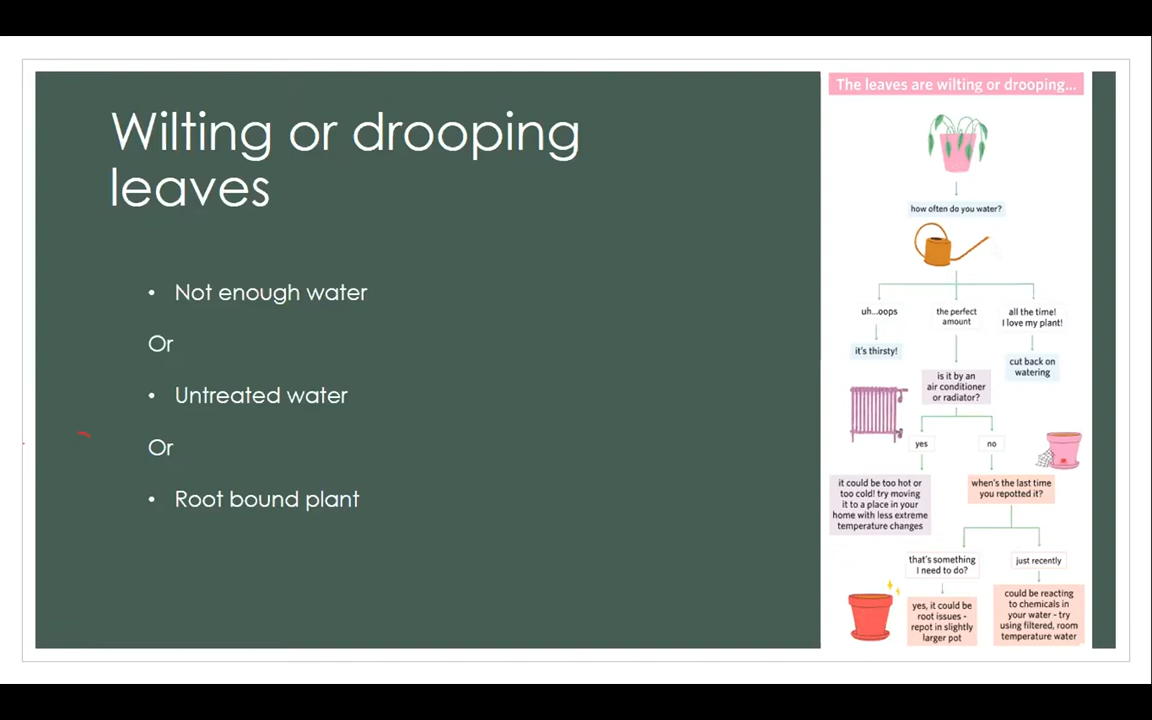 Wilting or drooping
leaves
• Not enough water
Or
• Untreated water
Or
• Root bound plant
The leaves are wilting or drooping...
how often do you water?
uh...oops
the perfect
amount
all the time!
I love my plant!
it's thirsty!
cut back on
watering
is it by an
air conditioner
or radiator?
yes
no
it could be too hot or
too cold! try moving
it to a place in your
home with less extreme
temperature changes
when's the last time
you repotted it?
that's something
I need to do?
just recently
yes, it could be
root issues -
repot in slightly
larger pot
could be reacting
to chemicals in
your water - try
using filtered, room
temperature water